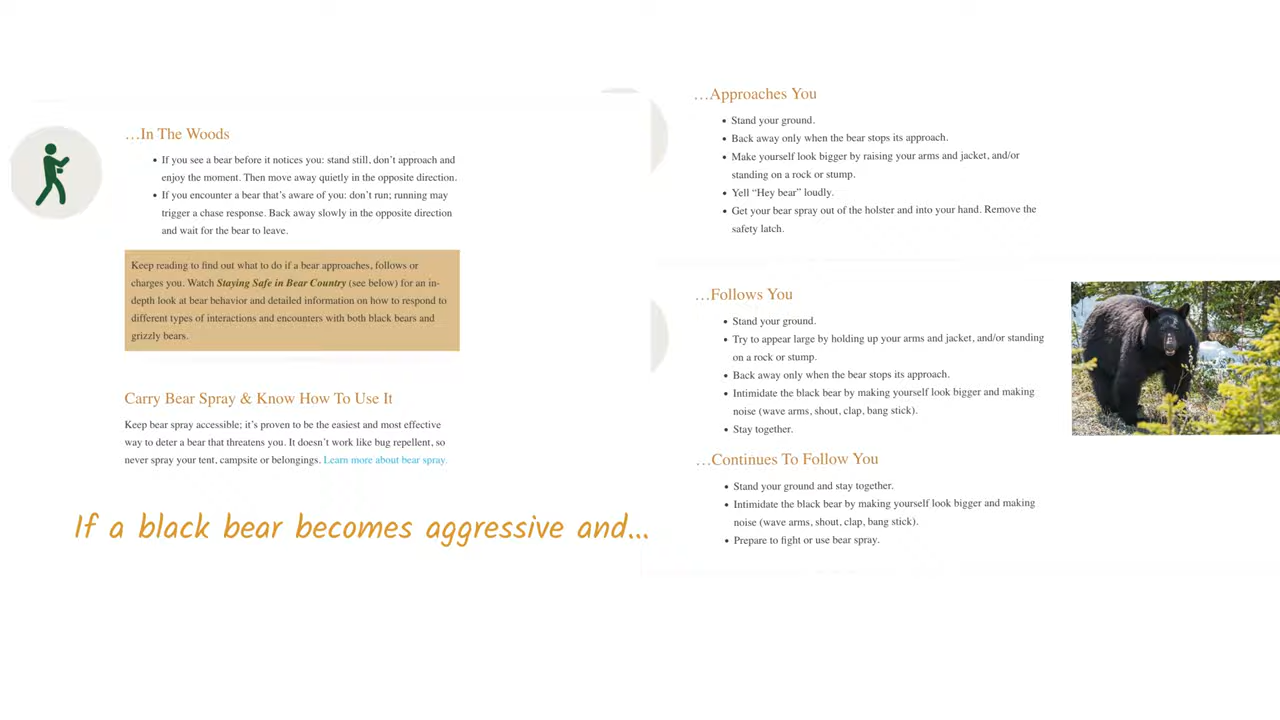 …In The Woods
• If you see a bear before it notices you: stand still, don’t approach and
enjoy the moment. Then move away quietly in the opposite direction.
• If you encounter a bear that’s aware of you: don’t run; running may
trigger a chase response. Back away slowly in the opposite direction
and wait for the bear to leave.
Keep reading to find out what to do if a bear approaches, follows or
charges you. Watch Staying Safe in Bear Country (see below) for an in-
depth look at bear behavior and detailed information on how to respond to
different types of interactions and encounters with both black bears and
grizzly bears.
Carry Bear Spray & Know How To Use It
Keep bear spray accessible; it’s proven to be the easiest and most effective
way to deter a bear that threatens you. It doesn’t work like bug repellent, so
never spray your tent, campsite or belongings. Learn more about bear spray.
If a black bear becomes aggressive and...
…Approaches You
• Stand your ground.
• Back away only when the bear stops its approach.
• Make yourself look bigger by raising your arms and jacket, and/or
standing on a rock or stump.
• Yell “Hey bear” loudly.
• Get your bear spray out of the holster and into your hand. Remove the
safety latch.
…Follows You
• Stand your ground.
• Try to appear large by holding up your arms and jacket, and/or standing
on a rock or stump.
• Back away only when the bear stops its approach.
• Intimidate the black bear by making yourself look bigger and making
noise (wave arms, shout, clap, bang stick).
• Stay together.
…Continues To Follow You
• Stand your ground and stay together.
• Intimidate the black bear by making yourself look bigger and making
noise (wave arms, shout, clap, bang stick).
• Prepare to fight or use bear spray.